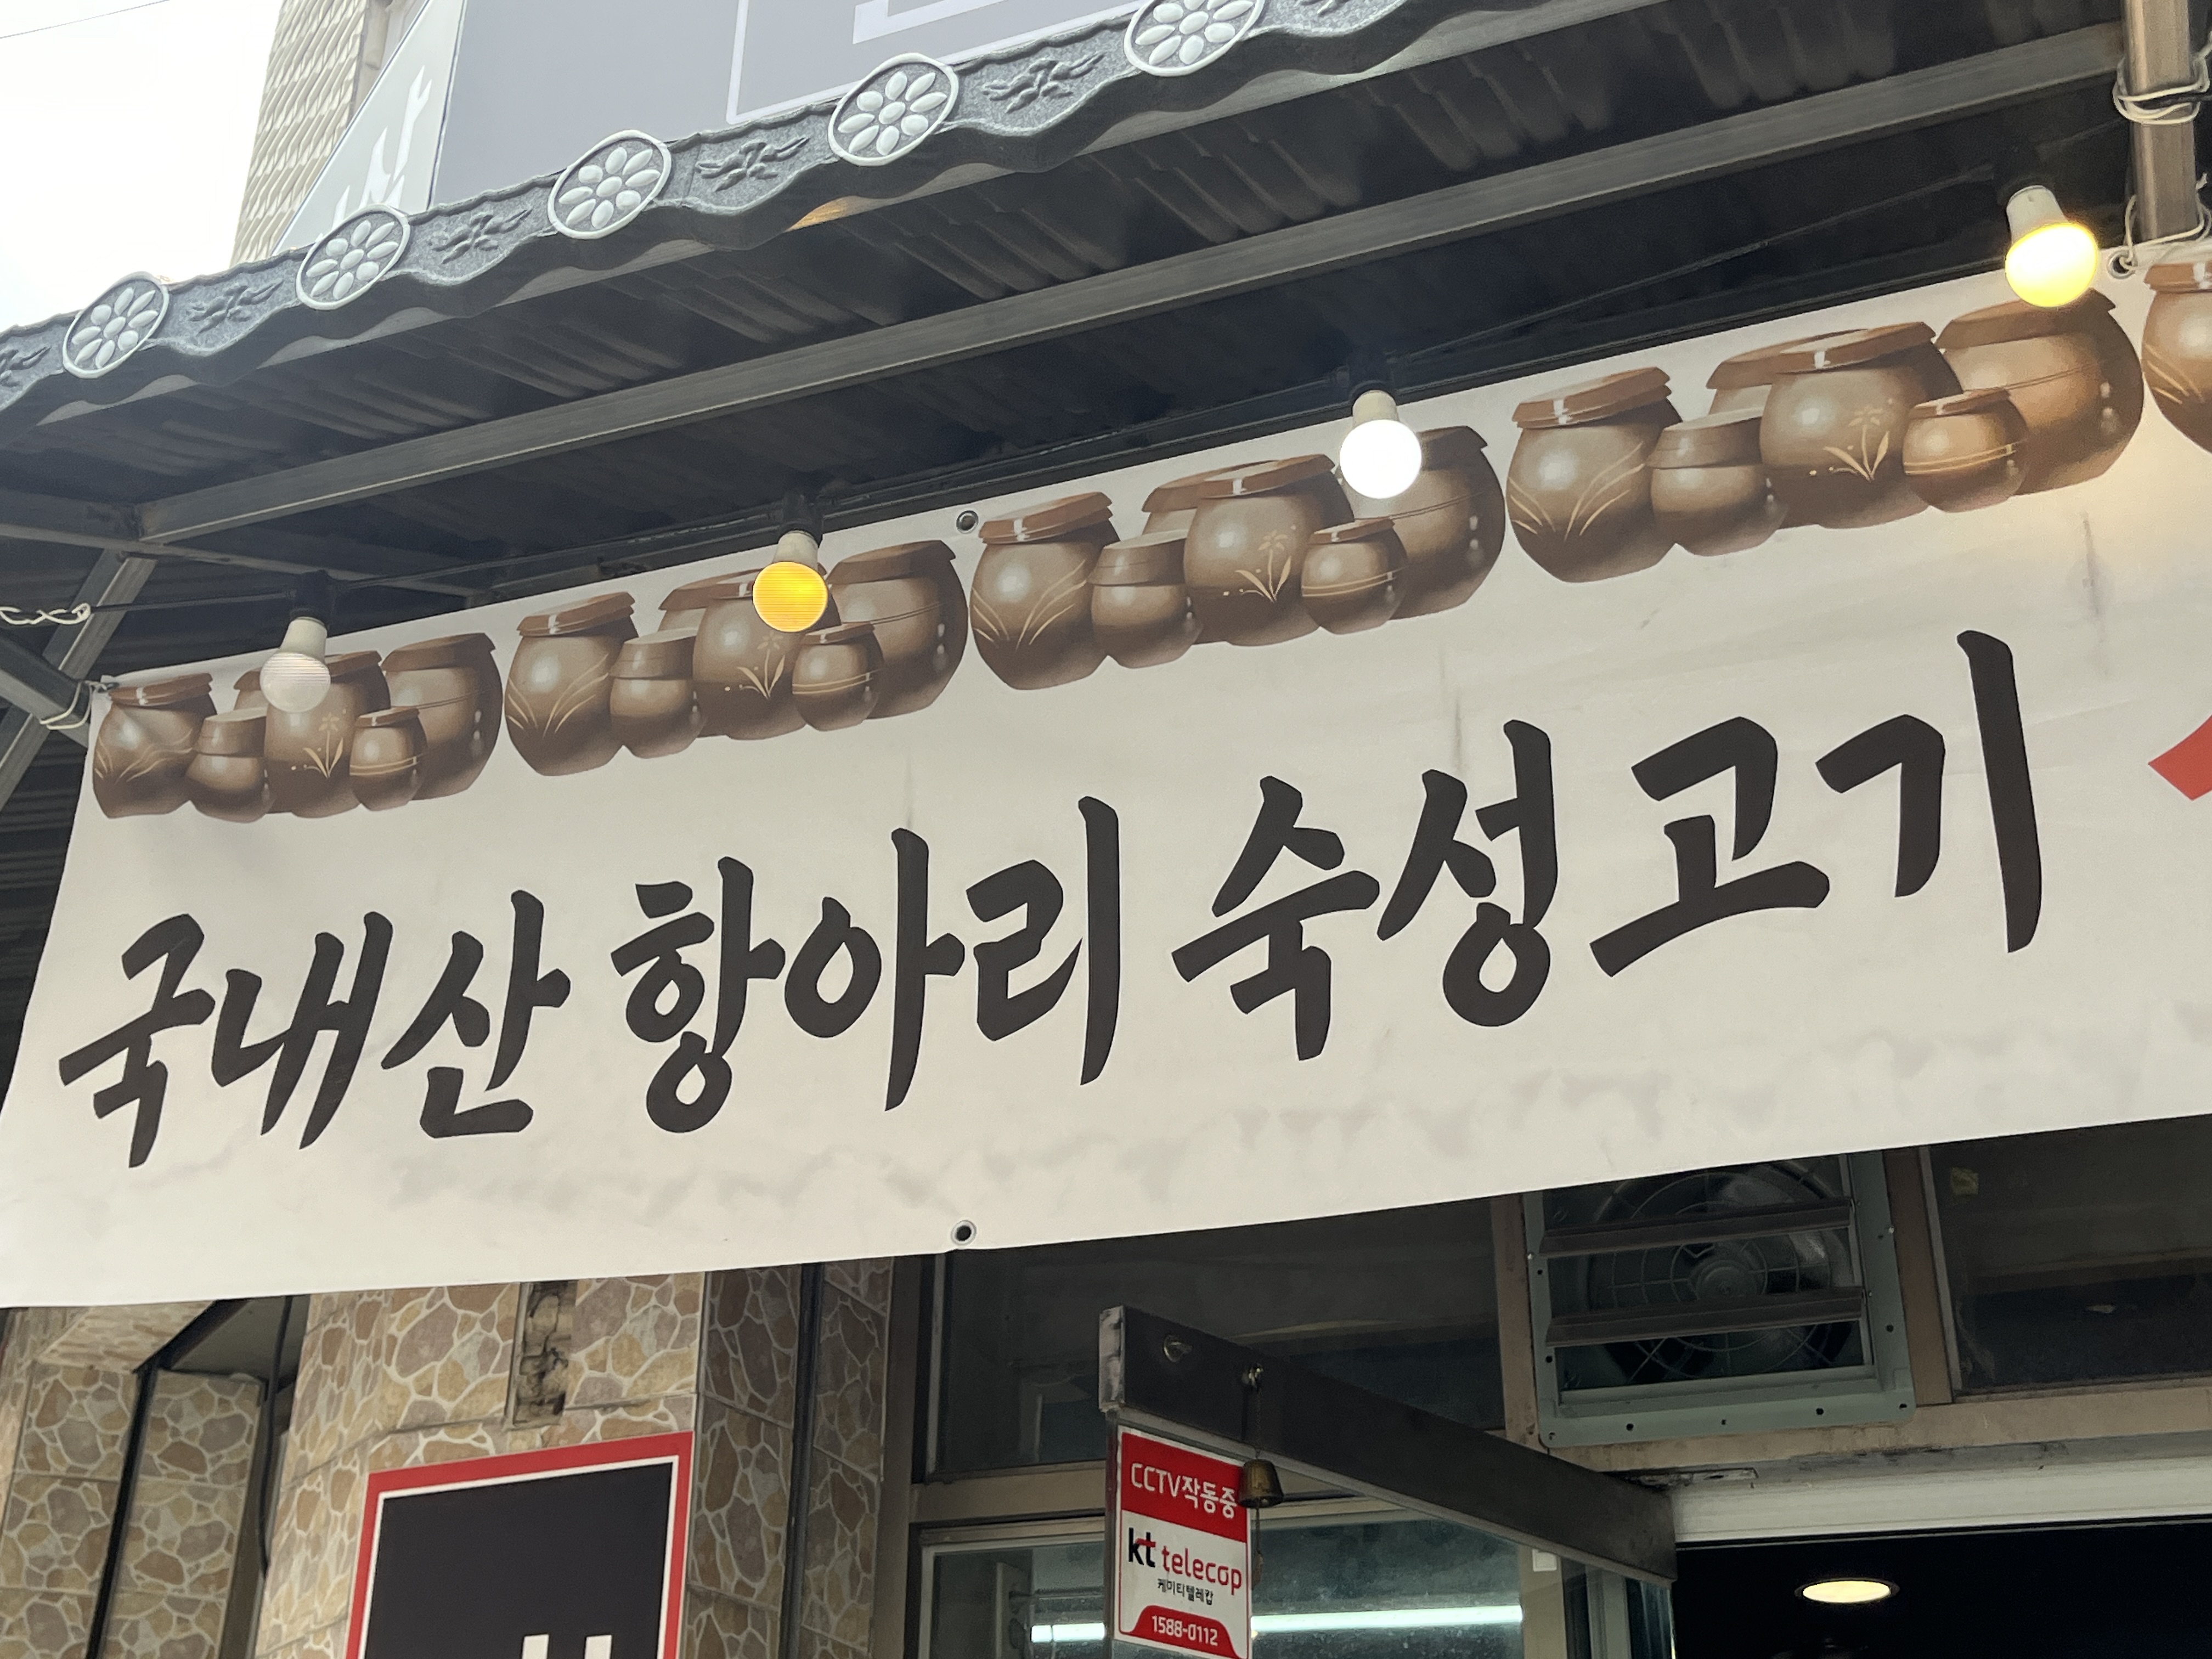 국내산 항아리 숙성고기
CCTV작동중
kt telecop
케이티텔레캅
1588-0112